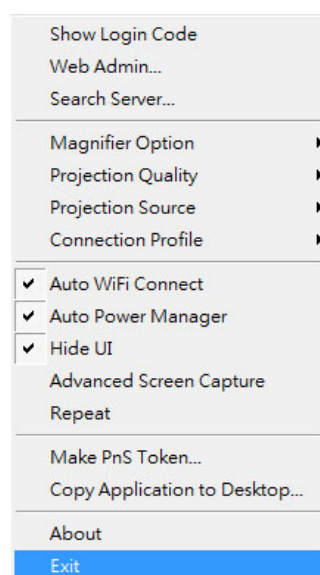 Show Login Code
Web Admin...
Search Server...
Magnifier Option
Projection Quality
Projection Source
Connection Profile
Auto WiFi Connect
Auto Power Manager
Hide UI
Advanced Screen Capture
Repeat
Make PnS Token...
Copy Application to Desktop...
About
Exit